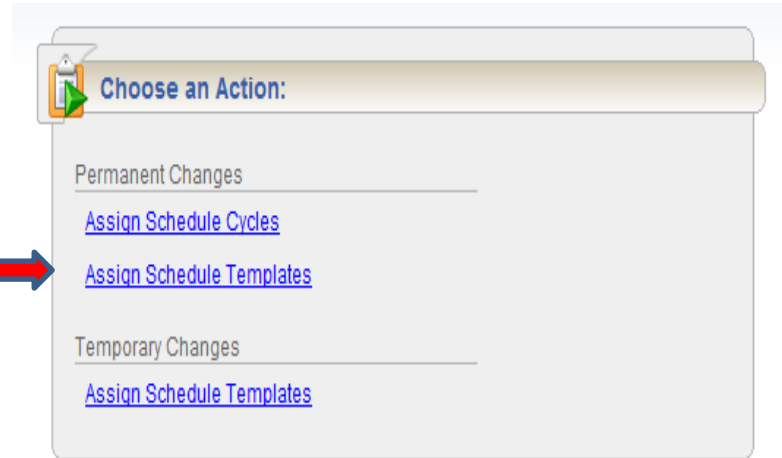 Choose an Action:
Permanent Changes
Assign Schedule Cycles
Assign Schedule Templates
Temporary Changes
Assign Schedule Templates